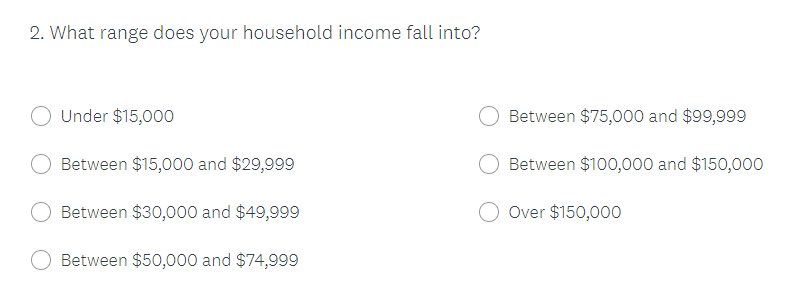 2. What range does your household income fall into?
Under $15,000
Between $15,000 and $29,999
Between $30,000 and $49,999
Between $50,000 and $74,999
Between $75,000 and $99,999
Between $100,000 and $150,000
Over $150,000